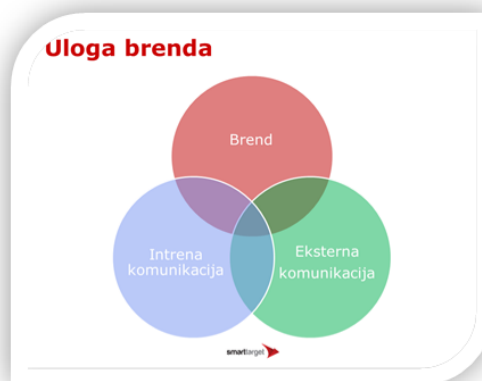 Uloga brenda
Brend
Intrena
komunikacija
Eksterna
komunikacija
smarttarget